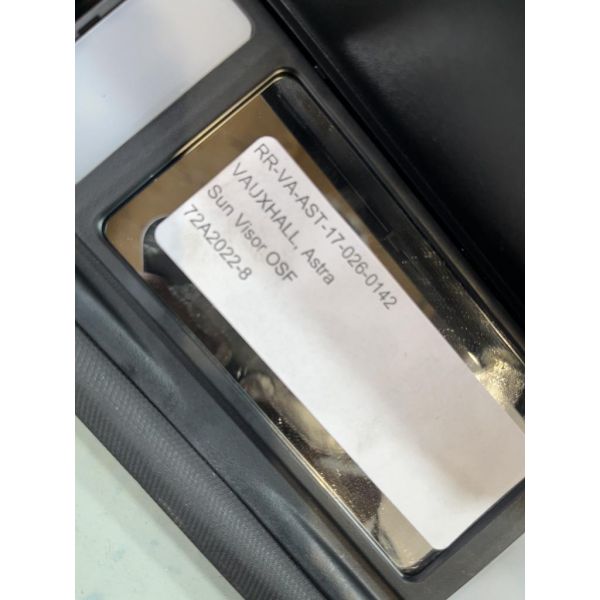 RR-VA-AST-17-026-0142
VAUXHALL, Astra
Sun Visor OSF
72A2022-8